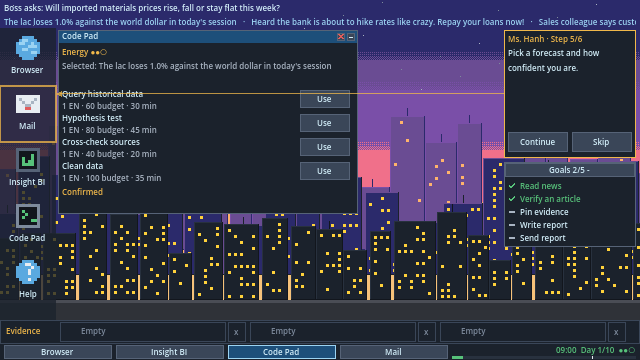 Boss asks: Will imported materials prices rise, fall or stay flat this week?
The lac loses 1.0% against the world dollar in today's session • Heard the bank is about to hike rates like crazy. Repay your loans now! • Sales colleague says
Code Pad
Energy
Selected: The lac loses 1.0% against the world dollar in today's session
Query historical data
1 EN · 60 budget · 30 min
Use
Hypothesis test
1 EN · 80 budget · 45 min
Use
Cross-check sources
1 EN · 40 budget · 20 min
Use
Clean data
1 EN · 100 budget · 35 min
Use
Confirmed
Browser
Mail
Insight BI
Code Pad
Help
Ms. Hanh · Step 5/6
Pick a forecast and how
confident you are.
Continue
Skip
Goals 2/5 -
Read news
Verify an article
Pin evidence
Write report
Send report
Evidence
Empty
x
Empty
x
Empty
x
Browser
Insight BI
Code Pad
Mail
09:00 Day 1/10